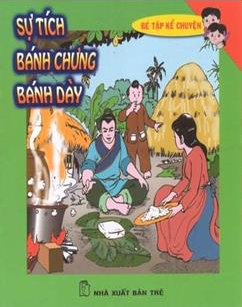 BÉ TẬP KỂ CHUYỆN
SỰ TÍCH
BÁNH CHƯNG
BÁNH DÀY
NHÀ XUẤT BẢN TRẺ